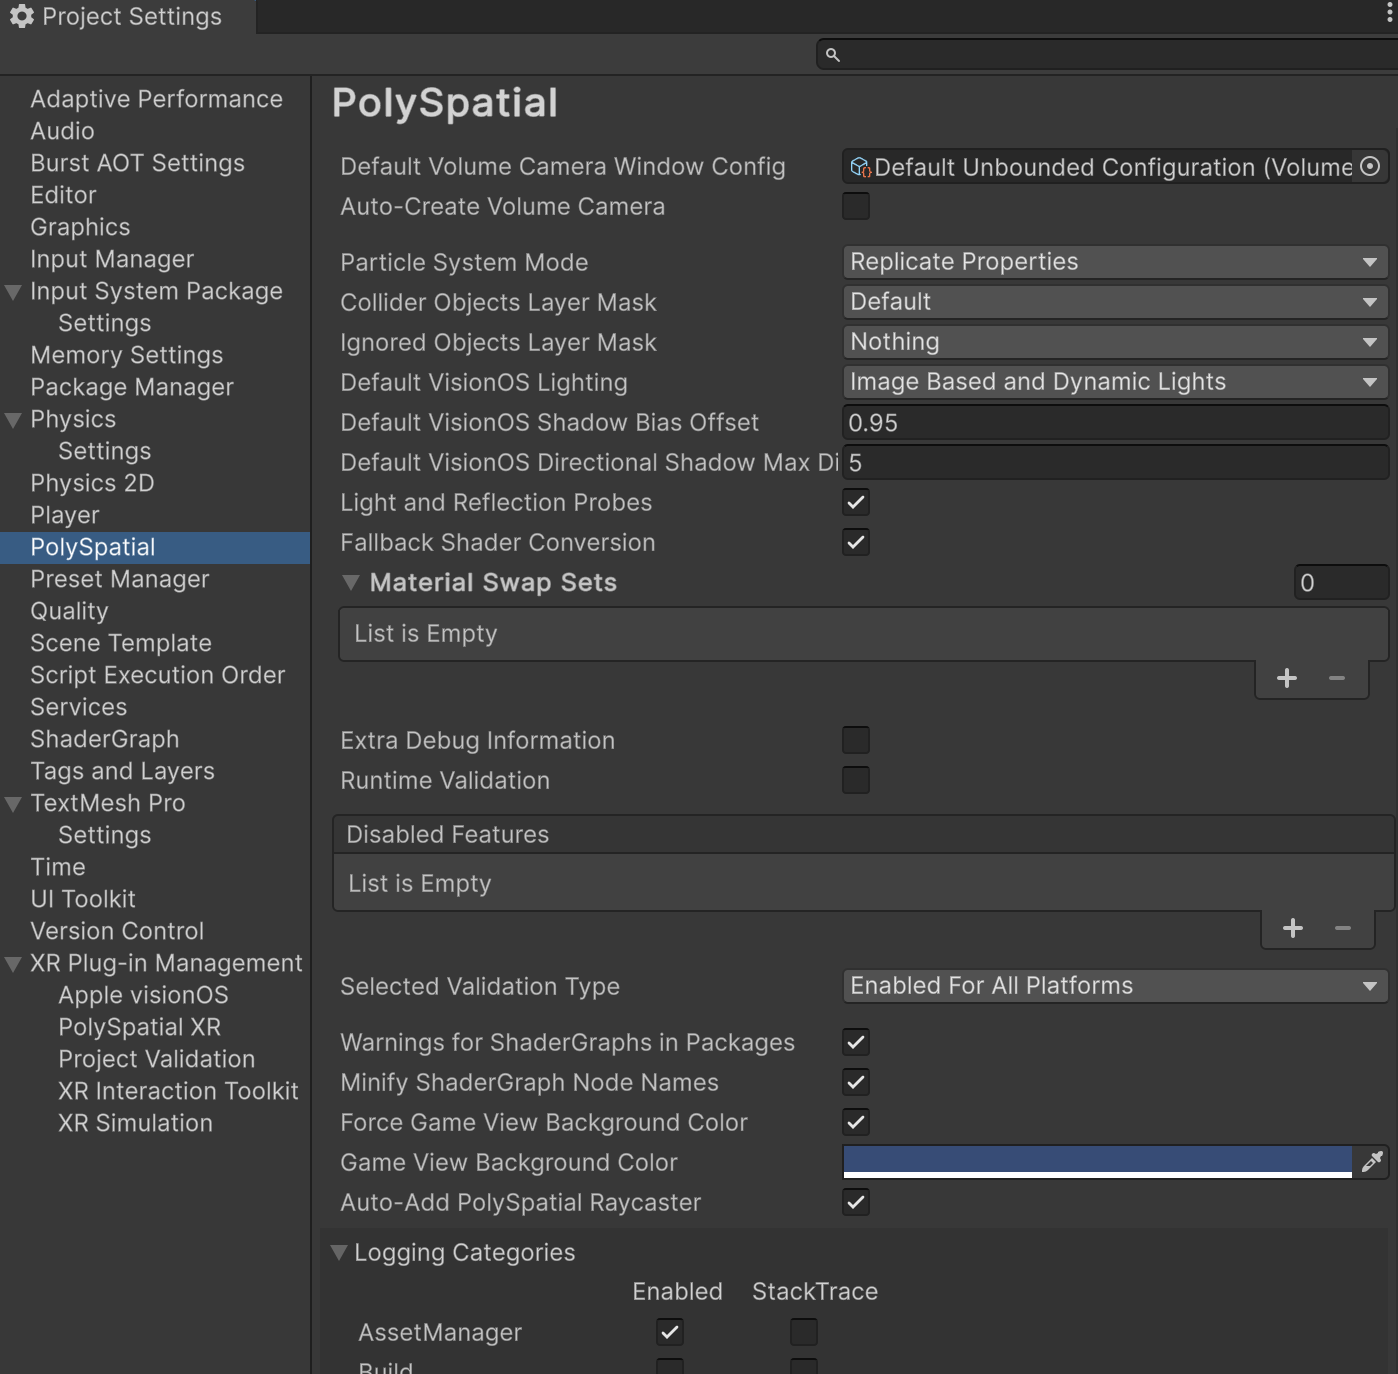 Project Settings
Adaptive Performance
Audio
Burst AOT Settings
Editor
Graphics
Input Manager
Input System Package
Settings
Memory Settings
Package Manager
Physics
Settings
Physics 2D
Player
PolySpatial
Preset Manager
Quality
Scene Template
Script Execution Order
Services
ShaderGraph
Tags and Layers
TextMesh Pro
Settings
Time
UI Toolkit
Version Control
XR Plug-in Management
Apple visionOS
PolySpatial XR
Project Validation
XR Interaction Toolkit
XR Simulation
PolySpatial
Default Volume Camera Window Config Default Unbounded Configuration (Volume
Auto-Create Volume Camera
Particle System Mode Replicate Properties
Collider Objects Layer Mask Default
Ignored Objects Layer Mask Nothing
Default VisionOS Lighting Image Based and Dynamic Lights
Default VisionOS Shadow Bias Offset 0.95
Default VisionOS Directional Shadow Max Di 5
Light and Reflection Probes
Fallback Shader Conversion
Material Swap Sets 0
List is Empty
Extra Debug Information
Runtime Validation
Disabled Features
List is Empty
Selected Validation Type Enabled For All Platforms
Warnings for ShaderGraphs in Packages
Minify ShaderGraph Node Names
Force Game View Background Color
Game View Background Color
Auto-Add PolySpatial Raycaster
Logging Categories
Enabled StackTrace
AssetManager
Build